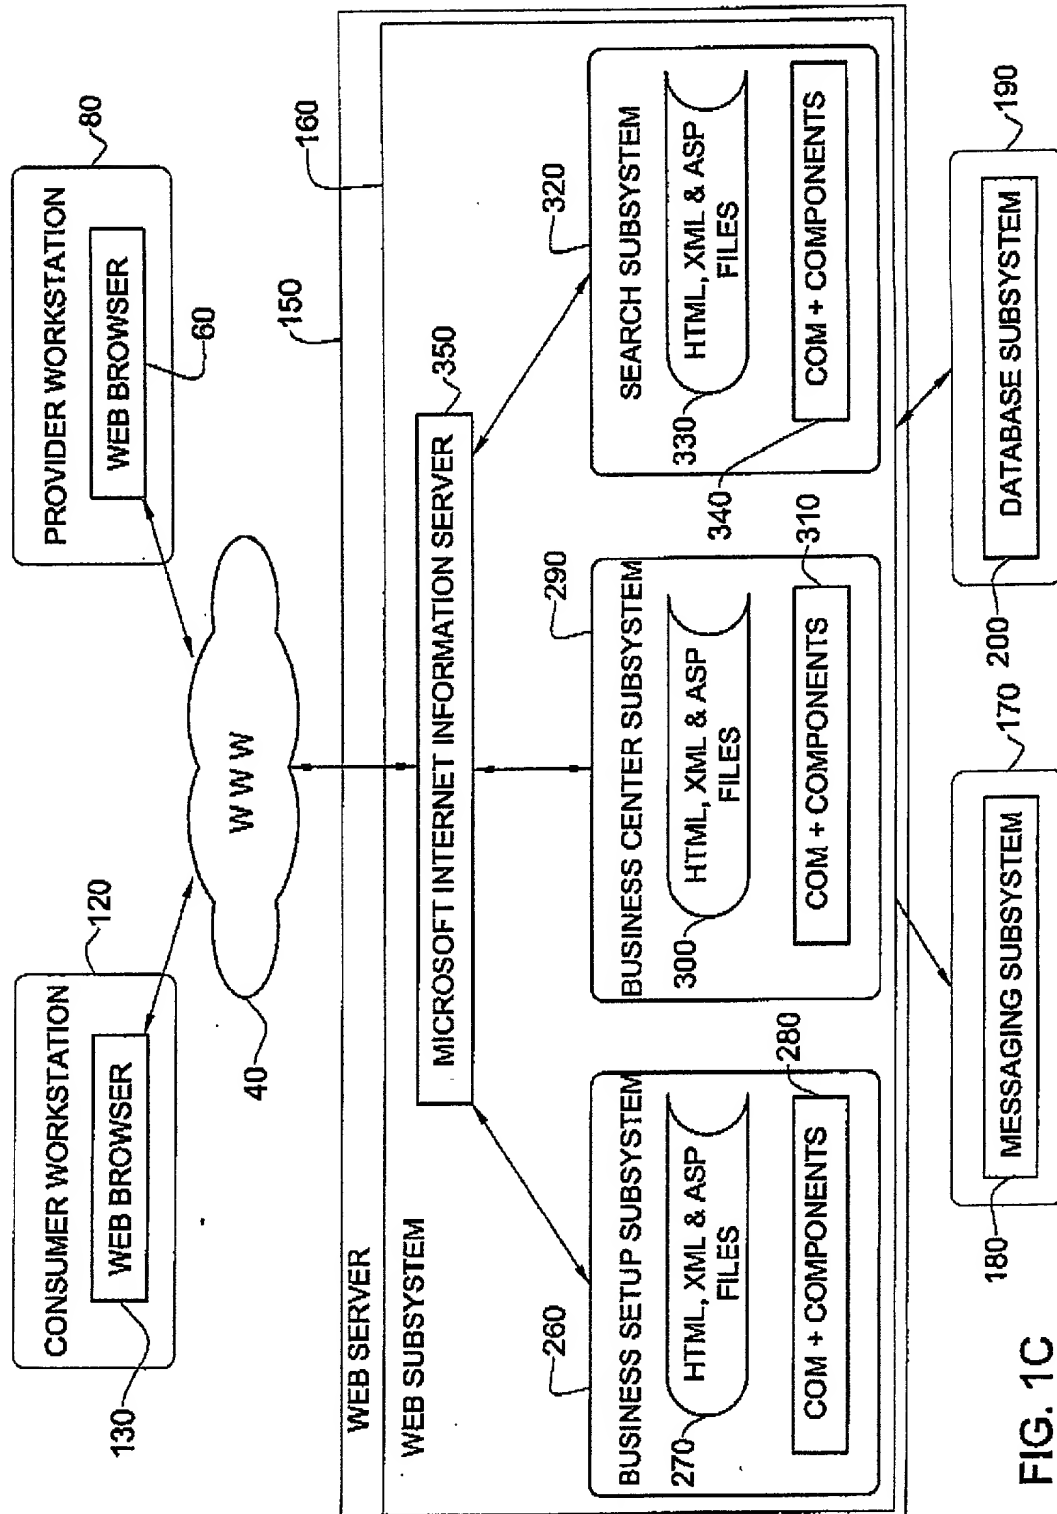 CONSUMER WORKSTATION
120
WEB BROWSER
130
PROVIDER WORKSTATION
80
WEB BROWSER
60
W W W
40
WEB SERVER
150
WEB SUBSYSTEM
160
MICROSOFT INTERNET INFORMATION SERVER
350
260
BUSINESS SETUP SUBSYSTEM
HTML, XML & ASP
FILES
270
COM + COMPONENTS
280
290
BUSINESS CENTER SUBSYSTEM
HTML, XML & ASP
FILES
300
COM + COMPONENTS
310
320
SEARCH SUBSYSTEM
HTML, XML & ASP
FILES
330
COM + COMPONENTS
340
MESSAGING SUBSYSTEM
170
180
DATABASE SUBSYSTEM
190
200
FIG. 1C